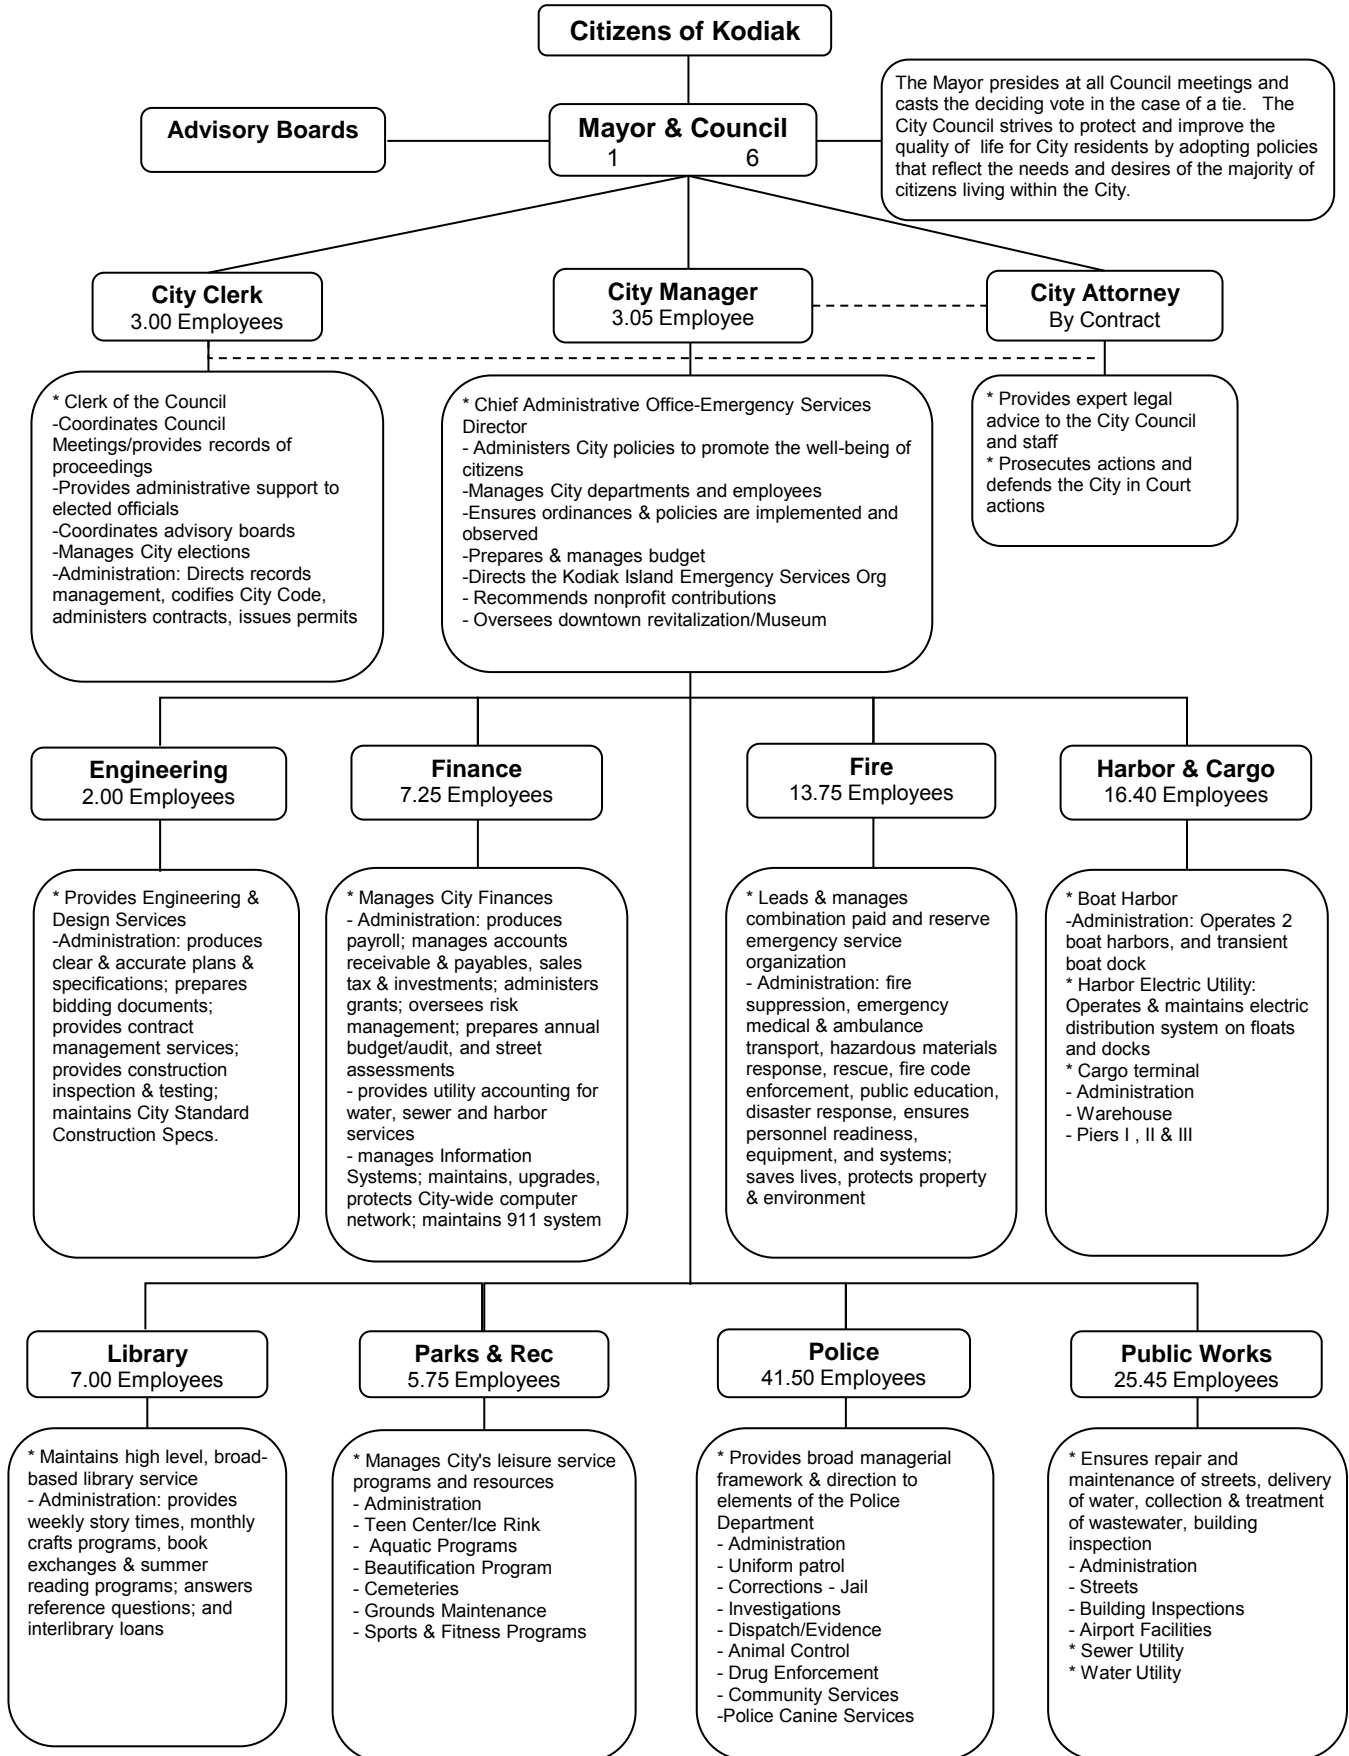 Citizens of Kodiak
Advisory Boards
Mayor & Council
1 6
The Mayor presides at all Council meetings and
casts the deciding vote in the case of a tie. The
City Council strives to protect and improve the
quality of life for City residents by adopting policies
that reflect the needs and desires of the majority of
citizens living within the City.
City Clerk
3.00 Employees
City Manager
3.05 Employee
City Attorney
By Contract
* Clerk of the Council
-Coordinates Council
Meetings/provides records of
proceedings
-Provides administrative support to
elected officials
-Coordinates advisory boards
-Manages City elections
-Administration: Directs records
management, codifies City Code,
administers contracts, issues permits
* Chief Administrative Office-Emergency Services
Director
- Administers City policies to promote the well-being of
citizens
-Manages City departments and employees
-Ensures ordinances & policies are implemented and
observed
-Prepares & manages budget
-Directs the Kodiak Island Emergency Services Org
- Recommends nonprofit contributions
- Oversees downtown revitalization/Museum
* Provides expert legal
advice to the City Council
and staff
* Prosecutes actions and
defends the City in Court
actions
Engineering
2.00 Employees
Finance
7.25 Employees
Fire
13.75 Employees
Harbor & Cargo
16.40 Employees
* Provides Engineering &
Design Services
-Administration: produces
clear & accurate plans &
specifications; prepares
bidding documents;
provides contract
management services;
provides construction
inspection & testing;
maintains City Standard
Construction Specs.
* Manages City Finances
- Administration: produces
payroll; manages accounts
receivable & payables, sales
tax & investments; administers
grants; oversees risk
management; prepares annual
budget/audit, and street
assessments
- provides utility accounting for
water, sewer and harbor
services
- manages Information
Systems; maintains, upgrades,
protects City-wide computer
network; maintains 911 system
* Leads & manages
combination paid and reserve
emergency service
organization
- Administration: fire
suppression, emergency
medical & ambulance
transport, hazardous materials
response, rescue, fire code
enforcement, public education,
disaster response, ensures
personnel readiness,
equipment, and systems;
saves lives, protects property
& environment
* Boat Harbor
-Administration: Operates 2
boat harbors, and transient
boat dock
* Harbor Electric Utility:
Operates & maintains electric
distribution system on floats
and docks
* Cargo terminal
- Administration
- Warehouse
- Piers I , II & III
Library
7.00 Employees
Parks & Rec
5.75 Employees
Police
41.50 Employees
Public Works
25.45 Employees
* Maintains high level, broad-
based library service
- Administration: provides
weekly story times, monthly
crafts programs, book
exchanges & summer
reading programs; answers
reference questions; and
interlibrary loans
* Manages City's leisure service
programs and resources
- Administration
- Teen Center/Ice Rink
- Aquatic Programs
- Beautification Program
- Cemeteries
- Grounds Maintenance
- Sports & Fitness Programs
* Provides broad managerial
framework & direction to
elements of the Police
Department
- Administration
- Uniform patrol
- Corrections - Jail
- Investigations
- Dispatch/Evidence
- Animal Control
- Drug Enforcement
- Community Services
-Police Canine Services
* Ensures repair and
maintenance of streets, delivery
of water, collection & treatment
of wastewater, building
inspection
- Administration
- Streets
- Building Inspections
- Airport Facilities
* Sewer Utility
* Water Utility